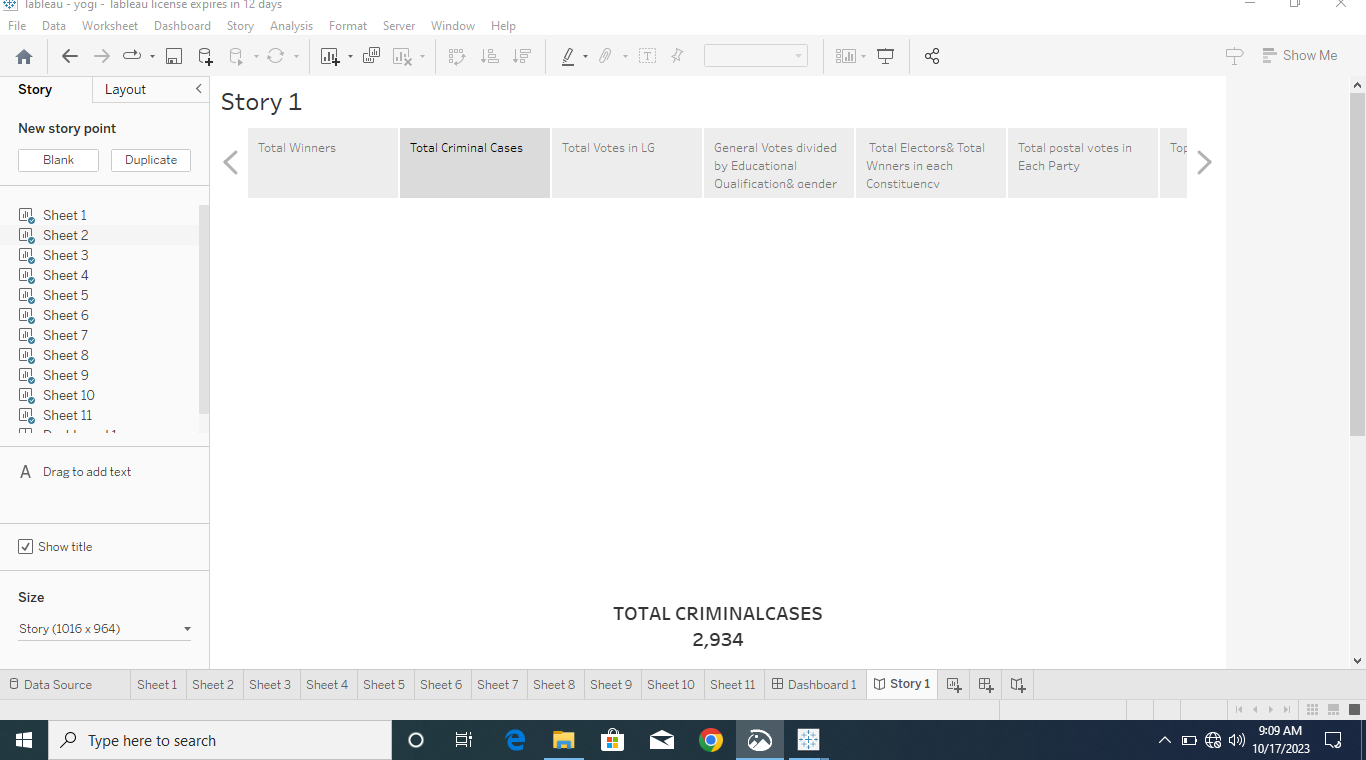 Tableau - yogi - Tableau license expires in 12 days
File Data Worksheet Dashboard Story Analysis Format Server Window Help
Show Me
Story Layout
New story point
Blank Duplicate
Sheet 1
Sheet 2
Sheet 3
Sheet 4
Sheet 5
Sheet 6
Sheet 7
Sheet 8
Sheet 9
Sheet 10
Sheet 11
A Drag to add text
Show title
Size
Story (1016 x 964)
Story 1
Total Winners
Total Criminal Cases
Total Votes in LG
General Votes divided
by Educational
Qualification& gender
Total Electors& Total
Wnners in each
Constituency
Total postal votes in
Each Party
Top
TOTAL CRIMINALCASES
2,934
Data Source Sheet 1 Sheet 2 Sheet 3 Sheet 4 Sheet 5 Sheet 6 Sheet 7 Sheet 8 Sheet 9 Sheet 10 Sheet 11 Dashboard 1 Story 1
Type here to search
9:09 AM
10/17/2023